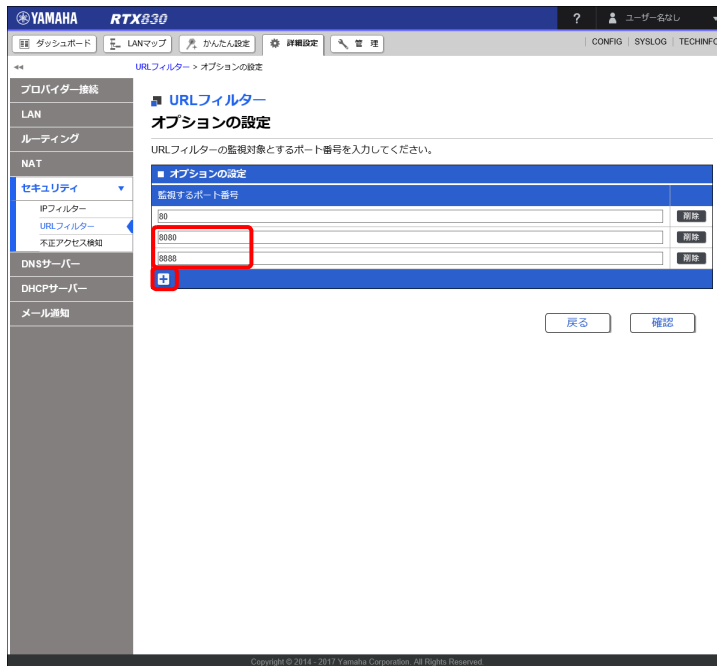 YAMAHA RTX830 ? ユーザー名なし
ダッシュボード LANマップ かんたん設定 詳細設定 管 理 CONFIG SYSLOG TECHINFO
URLフィルター > オプションの設定
プロバイダー接続
LAN
ルーティング
NAT
セキュリティ
IPフィルター
URLフィルター
不正アクセス検知
DNSサーバー
DHCPサーバー
メール通知
URLフィルター
オプションの設定
URLフィルターの監視対象とするポート番号を入力してください。
■ オプションの設定
監視するポート番号
80 削除
8080 削除
8888 削除
戻る 確認
Copyright © 2014 - 2017 Yamaha Corporation. All Rights Reserved.